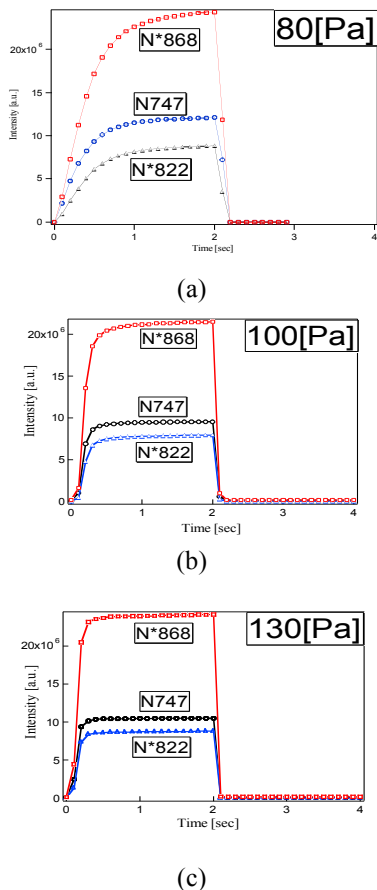 80[Pa]
N*868
N747
N*822
Intensity [a.u.]
20x10⁶
15
10
5
0
0 1 2 3 4
Time [sec]
(a)
100[Pa]
N*868
N747
N*822
Intensity [a.u.]
20x10⁶
15
10
5
0 1 2 3 4
Time [sec]
(b)
130[Pa]
N*868
N747
N*822
Intensity [a.u.]
20x10⁶
15
10
5
0
0 1 2 3 4
Time [sec]
(c)